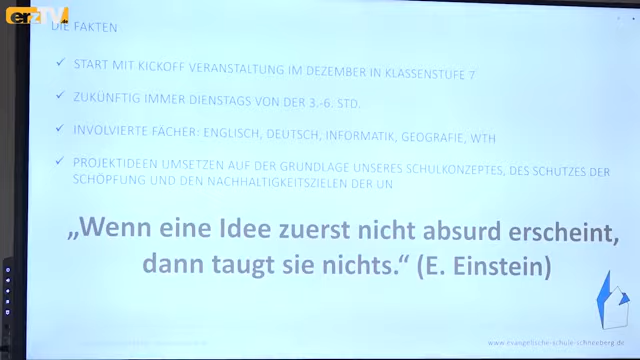 erzTV
DIE FAKTEN
START MIT KICKOFF VERANSTALTUNG IM DEZEMBER IN KLASSENSTUFE 7
ZUKÜNFTIG IMMER DIENSTAGS VON DER 3.-6. STD.
INVOLVIERTE FÄCHER: ENGLISCH, DEUTSCH, INFORMATIK, GEOGRAFIE, WTH
PROJEKTIDEEN UMSETZEN AUF DER GRUNDLAGE UNSERES SCHULKONZEPTES, DES SCHUTZES DER
SCHÖPFUNG UND DEN NACHHALTIGKEITSZIELEN DER UN
„Wenn eine Idee zuerst nicht absurd erscheint,
dann taugt sie nichts.“ (E. Einstein)
www.evangelische-schule-schneeberg.de